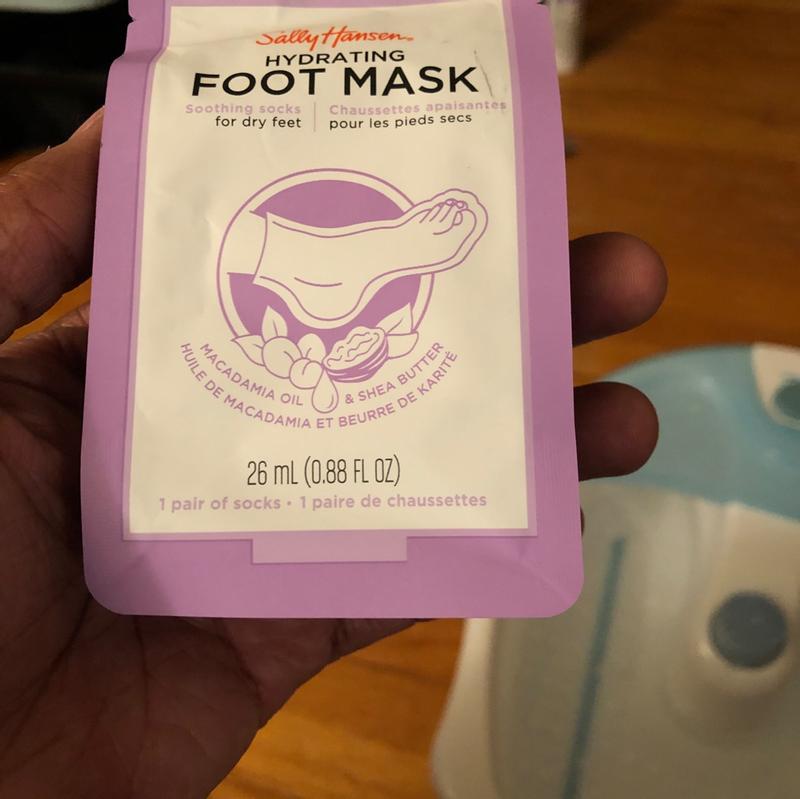 Sally Hansen®
HYDRATING
FOOT MASK
Soothing socks
for dry feet
Chaussettes apaisantes
pour les pieds secs
MACADAMIA OIL & SHEA BUTTER
HUILE DE MACADAMIA ET BEURRE DE KARITÉ
26 mL (0.88 FL OZ)
1 pair of socks • 1 paire de chaussettes